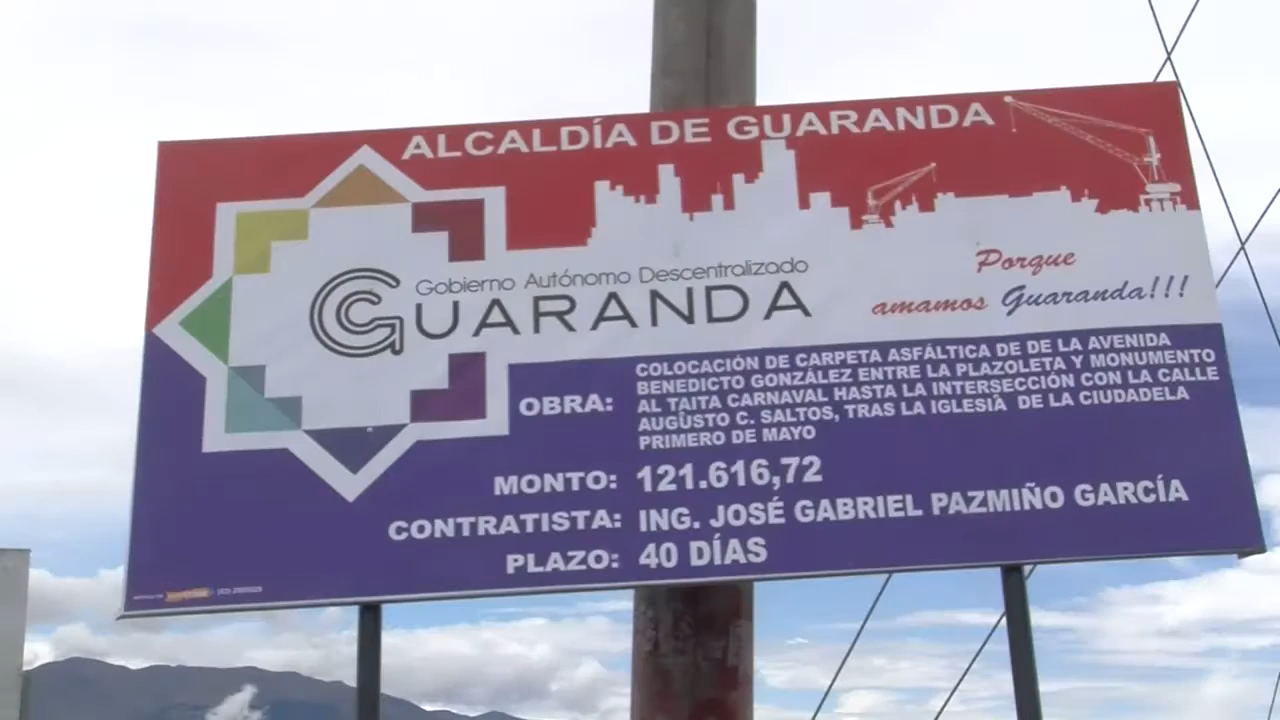 ALCALDÍA DE GUARANDA
Gobierno Autónomo Descentralizado
GUARANDA
Porque
amamos Guaranda!!!
OBRA: COLOCACIÓN DE CARPETA ASFÁLTICA DE DE LA AVENIDA
BENEDICTO GONZÁLEZ ENTRE LA PLAZOLETA Y MONUMENTO
AL TAITA CARNAVAL HASTA LA INTERSECCIÓN CON LA CALLE
AUGUSTO C. SALTOS, TRAS LA IGLESIA DE LA CIUDADELA
PRIMERO DE MAYO
MONTO: 121.616,72
CONTRATISTA: ING. JOSÉ GABRIEL PAZMIÑO GARCÍA
PLAZO: 40 DÍAS